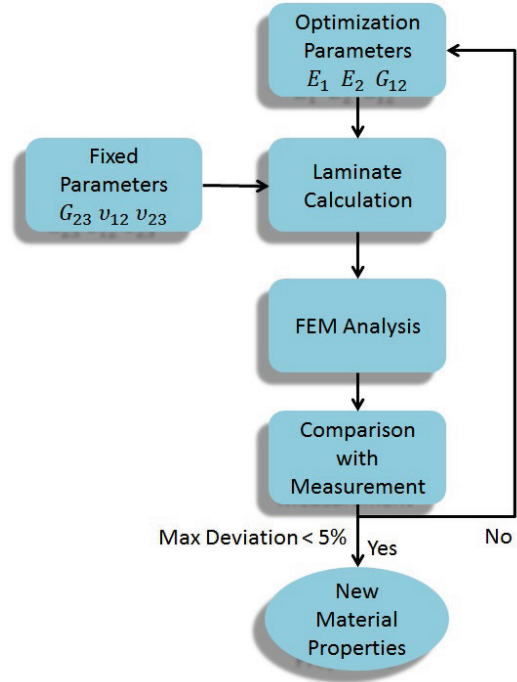 Optimization
Parameters
E₁ E₂ G₁₂
Fixed
Parameters
G₂₃ υ₁₂ υ₂₃
Laminate
Calculation
FEM Analysis
Comparison
with
Measurement
Max Deviation < 5%
Yes
No
New
Material
Properties